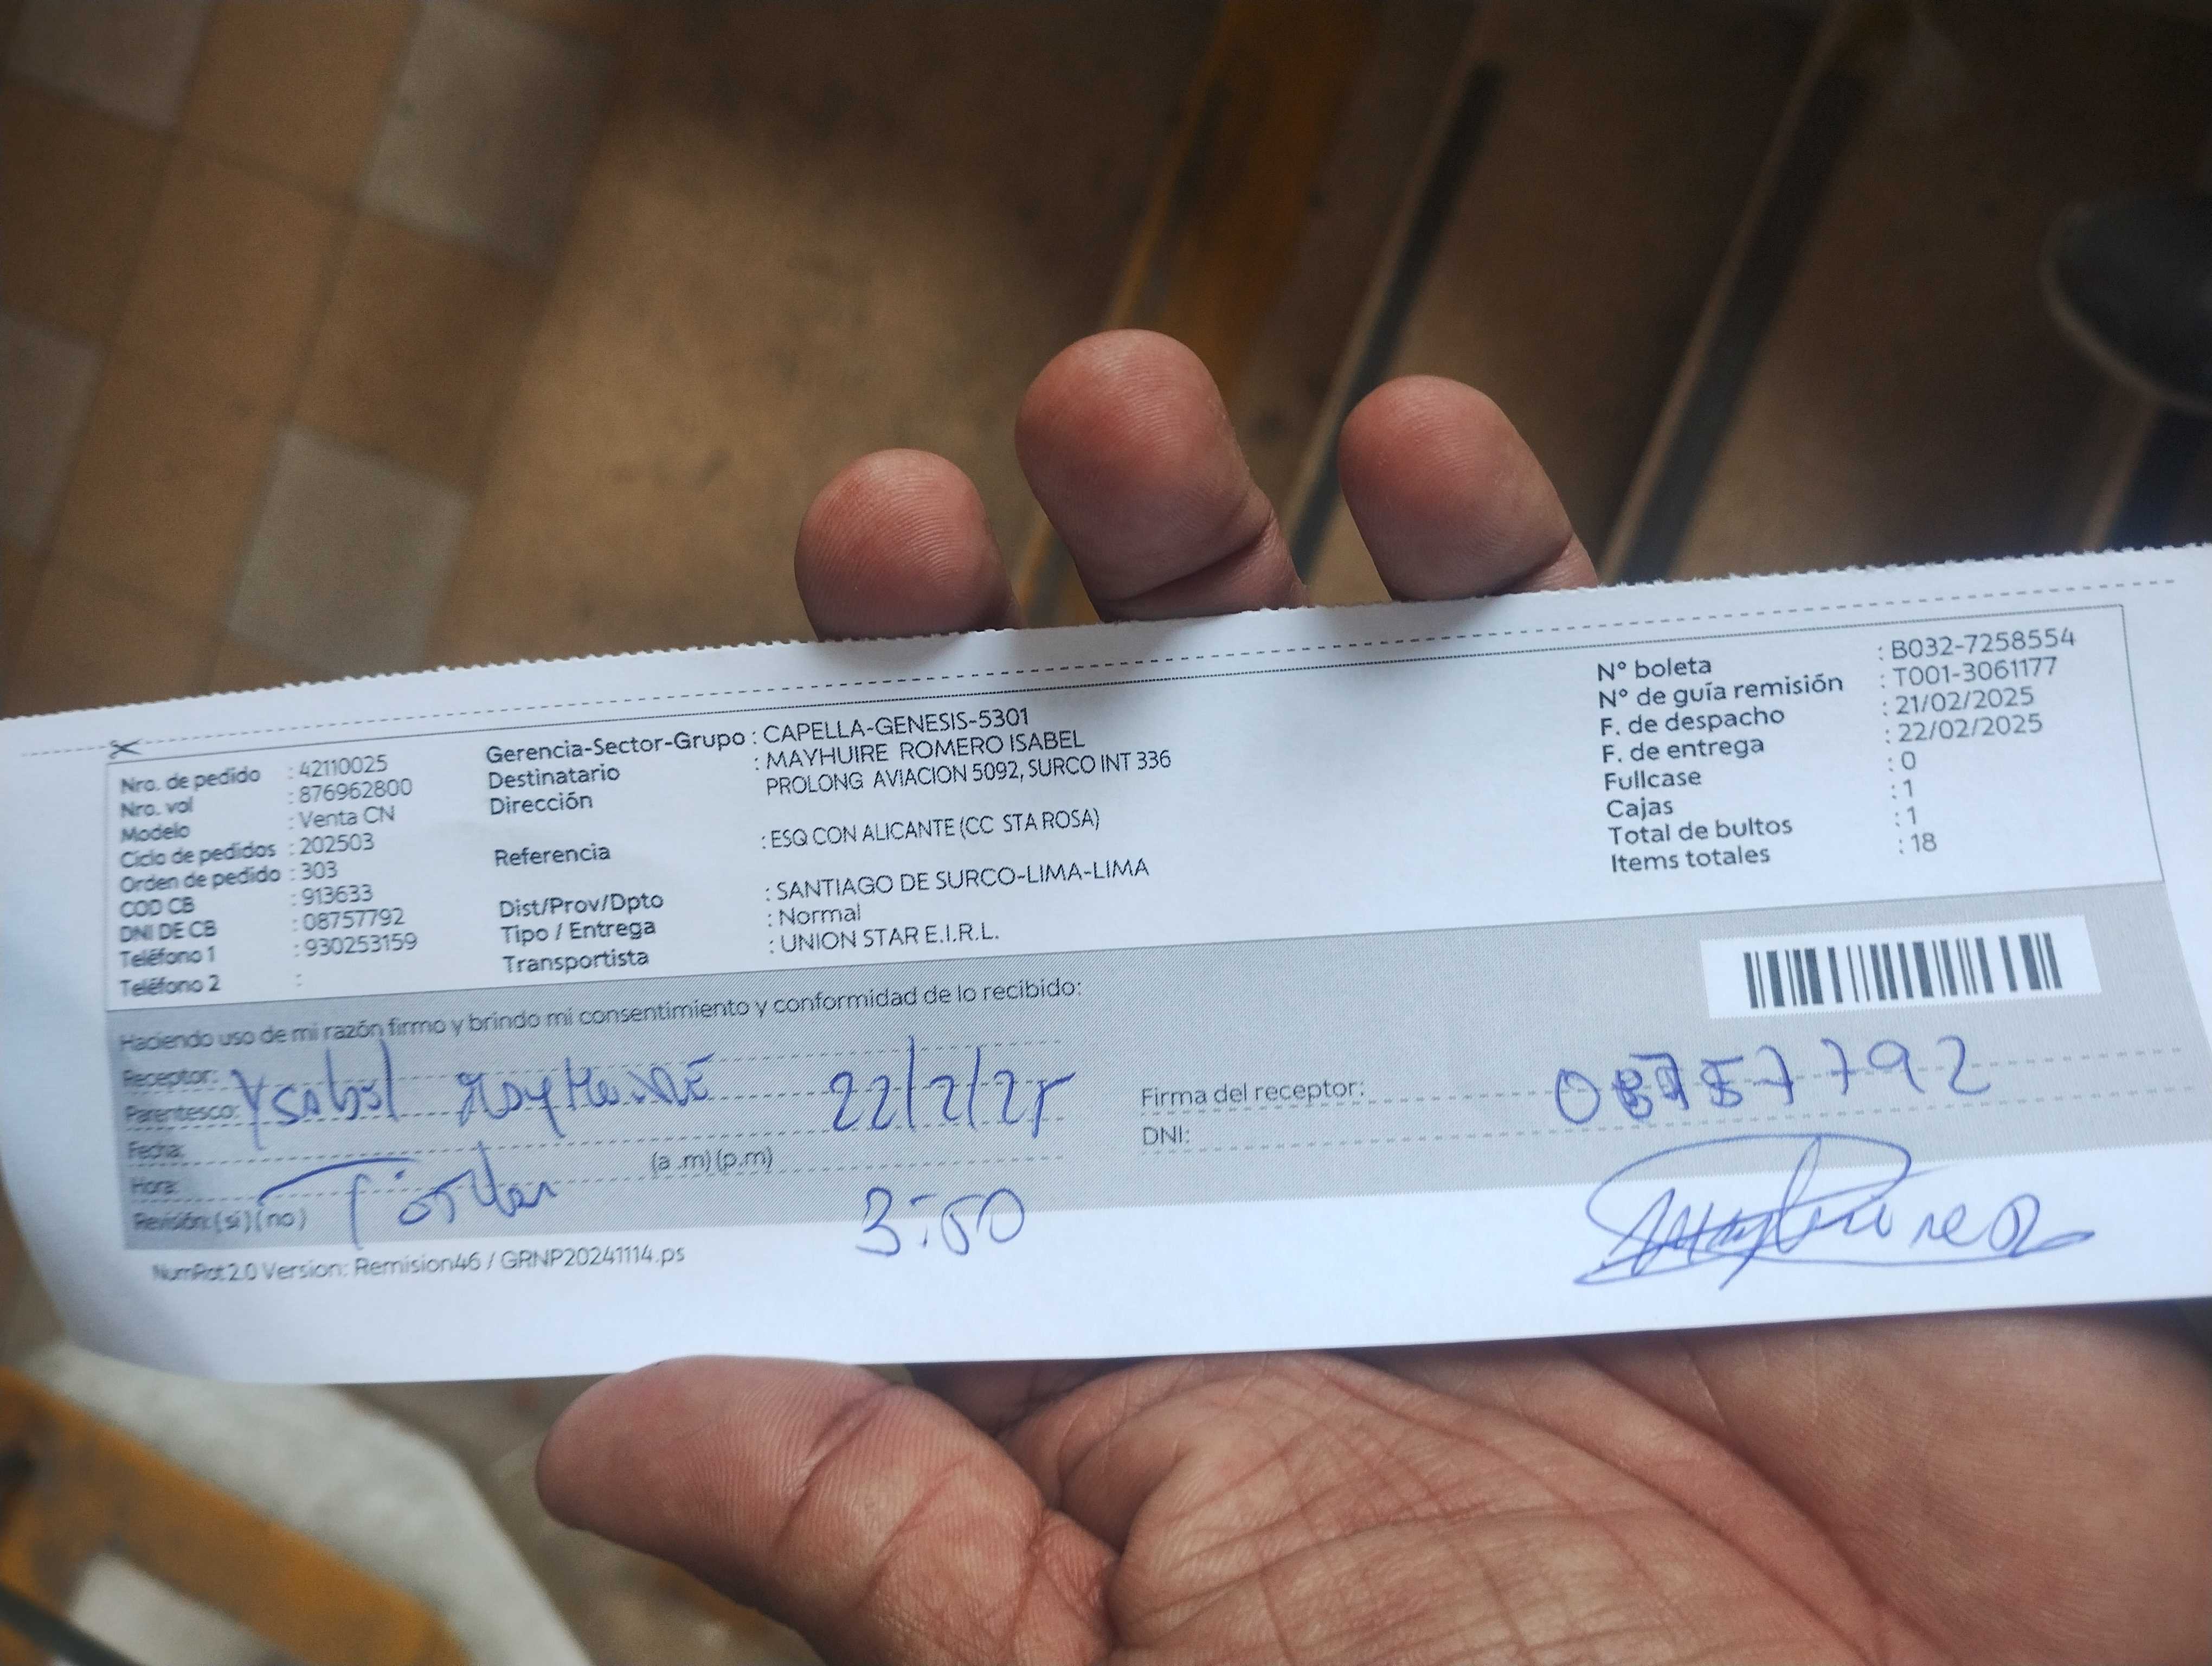 Nro. de pedido : 42110025
Nro. vol : 876962800
Modelo : Venta CN
Ciclo de pedidos : 202503
Orden de pedido : 303
COD CB : 913633
DNI DE CB : 08757792
Teléfono 1 : 930253159
Teléfono 2 :
Gerencia-Sector-Grupo : CAPELLA-GENESIS-5301
Destinatario : MAYHUIRE ROMERO ISABEL
Dirección PROLONG AVIACION 5092, SURCO INT 336
Referencia : ESQ CON ALICANTE (CC STA ROSA)
Dist/Prov/Dpto : SANTIAGO DE SURCO-LIMA-LIMA
Tipo / Entrega : Normal
Transportista : UNION STAR E.I.R.L.
N° boleta : B032-7258554
N° de guía remisión : T001-3061177
F. de despacho : 21/02/2025
F. de entrega : 22/02/2025
Fullcase : 0
Cajas : 1
Total de bultos : 1
Items totales : 18
Haciendo uso de mi razón firmo y brindo mi consentimiento y conformidad de lo recibido:
Receptor:
Parentesco: Ysabel 22/2/25
Fecha:
Hora: (a .m) (p.m)
Revisión: (si) (no) 3:50
Firma del receptor: 08757792
DNI:
NumRot 2.0 Version: Remision46 / GRNP20241114.ps